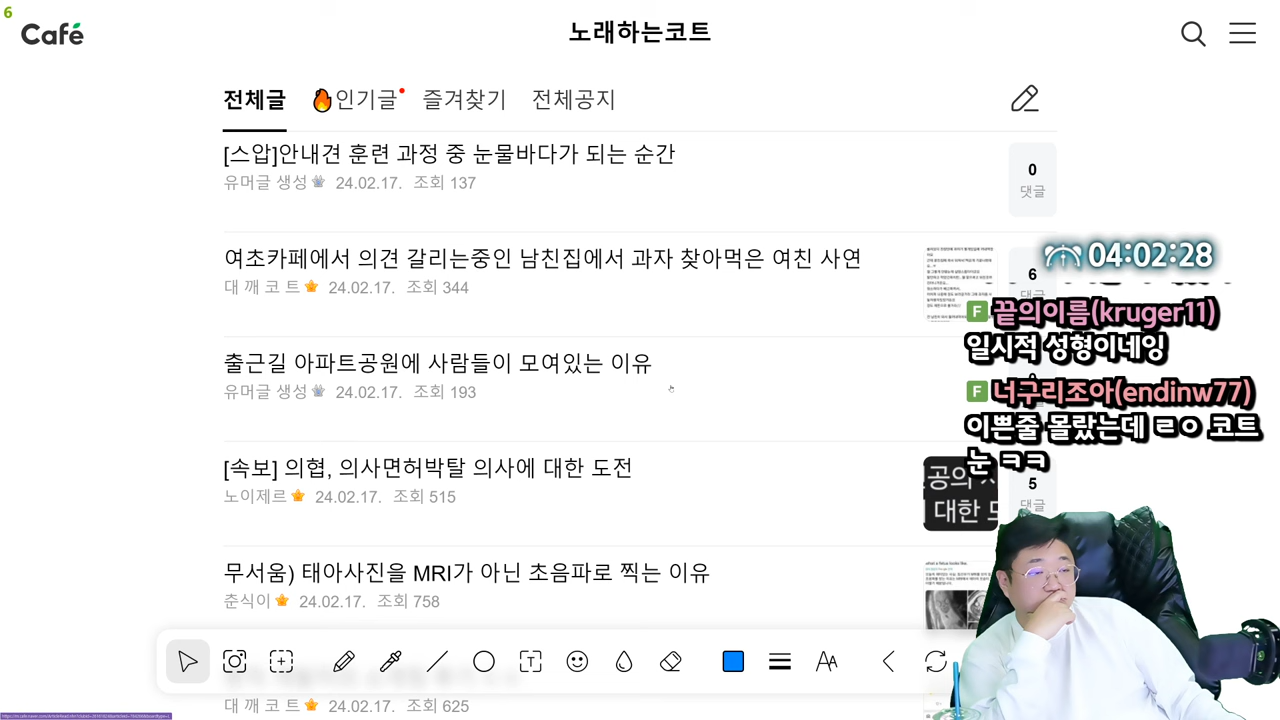 6
Café
노래하는코트
전체글
🔥인기글
즐겨찾기
전체공지
[스압]안내견 훈련 과정 중 눈물바다가 되는 순간
유머글 생성 24.02.17. 조회 137
0
댓글
여초카페에서 의견 갈리는중인 남친집에서 과자 찾아먹은 여친 사연
대 깨 코 트 24.02.17. 조회 344
6
댓글
04:02:28
F 끝의이름(kruger11)
일시적 성형이네잉
출근길 아파트공원에 사람들이 모여있는 이유
유머글 생성 24.02.17. 조회 193
F 너구리조아(endinw77)
이쁜줄 몰랐는데 ㄹㅇ 코트
눈 ㅋㅋ
[속보] 의협, 의사면허박탈 의사에 대한 도전
노이제르 24.02.17. 조회 515
공의
대한
5
댓글
무서움) 태아사진을 MRI가 아닌 초음파로 찍는 이유
춘식이 24.02.17. 조회 758
대 깨 코 트 24.02.17. 조회 625